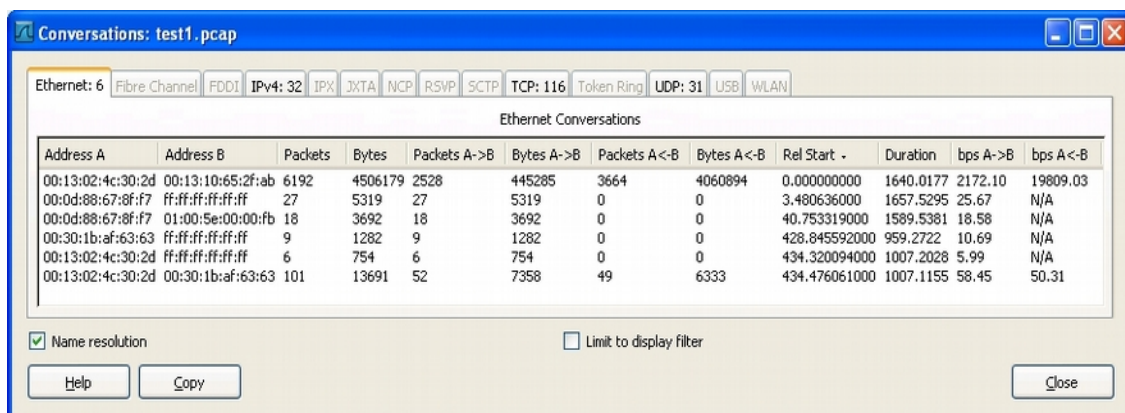 Conversations: test1.pcap
Ethernet: 6 Fibre Channel FDDI IPv4: 32 IPX JXTA NCP RSVP SCTP TCP: 116 Token Ring UDP: 31 USB WLAN
Ethernet Conversations
Address A Address B Packets Bytes Packets A->B Bytes A->B Packets A<-B Bytes A<-B Rel Start Duration bps A->B bps A<-B
00:13:02:4c:30:2d 00:13:10:65:2f:ab 6192 4506179 2528 445285 3664 4060894 0.000000000 1640.0177 2172.10 19809.03
00:0d:88:67:8f:f7 ff:ff:ff:ff:ff:ff 27 5319 27 5319 0 0 3.480636000 1657.5295 25.67 N/A
00:0d:88:67:8f:f7 01:00:5e:00:00:fb 18 3692 18 3692 0 0 40.753319000 1589.5381 18.58 N/A
00:30:1b:af:63:63 ff:ff:ff:ff:ff:ff 9 1282 9 1282 0 0 428.845592000 959.2722 10.69 N/A
00:13:02:4c:30:2d ff:ff:ff:ff:ff:ff 6 754 6 754 0 0 434.320094000 1007.2028 5.99 N/A
00:13:02:4c:30:2d 00:30:1b:af:63:63 101 13691 52 7358 49 6333 434.476061000 1007.1155 58.45 50.31
Name resolution
Limit to display filter
Help Copy Close